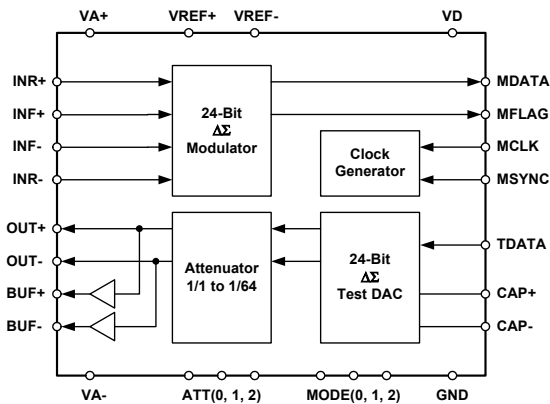 VA+ VREF+ VREF- VD
INR+
INF+
INF-
INR-
24-Bit
ΔΣ
Modulator
MDATA
MFLAG
Clock
Generator
MCLK
MSYNC
OUT+
OUT-
BUF+
BUF-
Attenuator
1/1 to 1/64
24-Bit
ΔΣ
Test DAC
TDATA
CAP+
CAP-
VA- ATT(0, 1, 2) MODE(0, 1, 2) GND